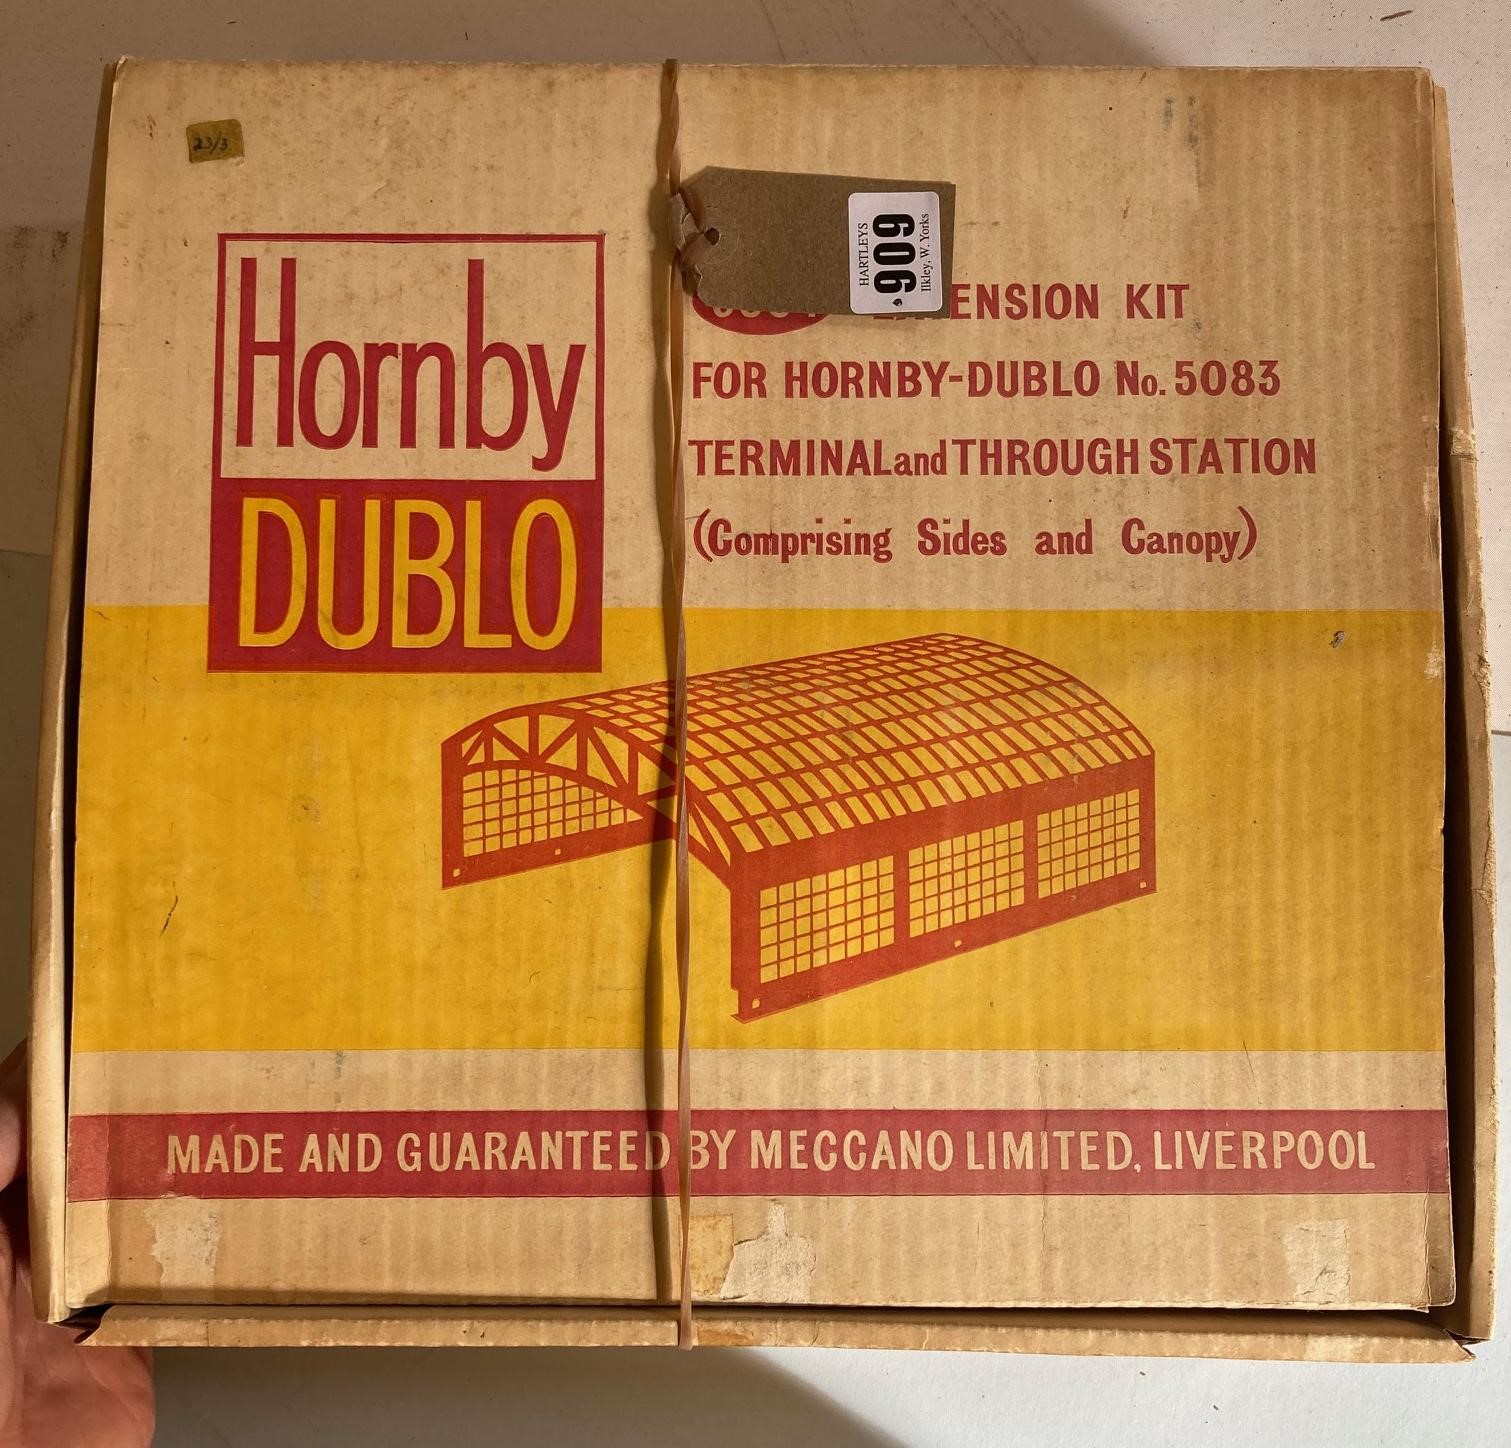 23/3
HARTLEYS
909
Ilkley, W. Yorks
Hornby
DUBLO
ENSION KIT
FOR HORNBY-DUBLO No. 5083
TERMINAL and THROUGH STATION
(Comprising Sides and Canopy)
MADE AND GUARANTEED BY MECCANO LIMITED, LIVERPOOL